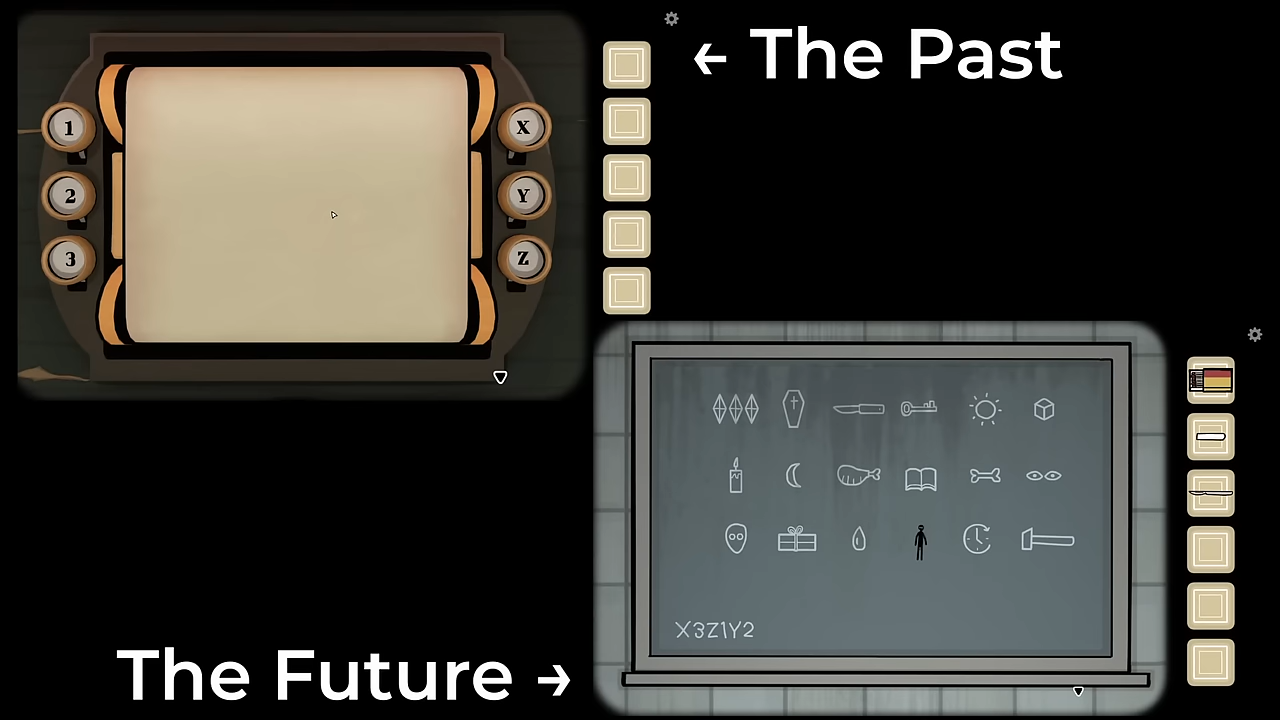 ← The Past
1
X
2
Y
3
Z
X3Z1Y2
The Future →